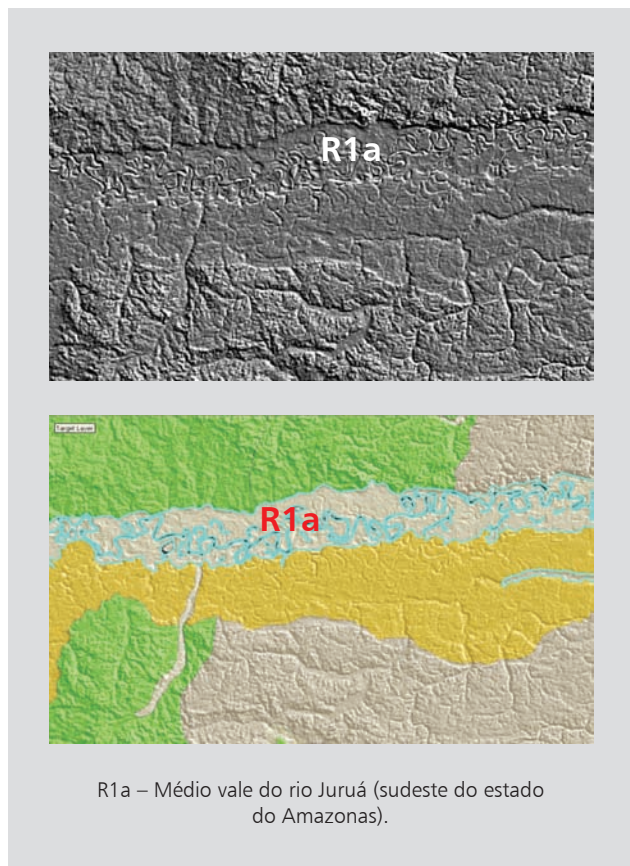 R1a
Target Layer
R1a
R1a – Médio vale do rio Juruá (sudeste do estado
do Amazonas).